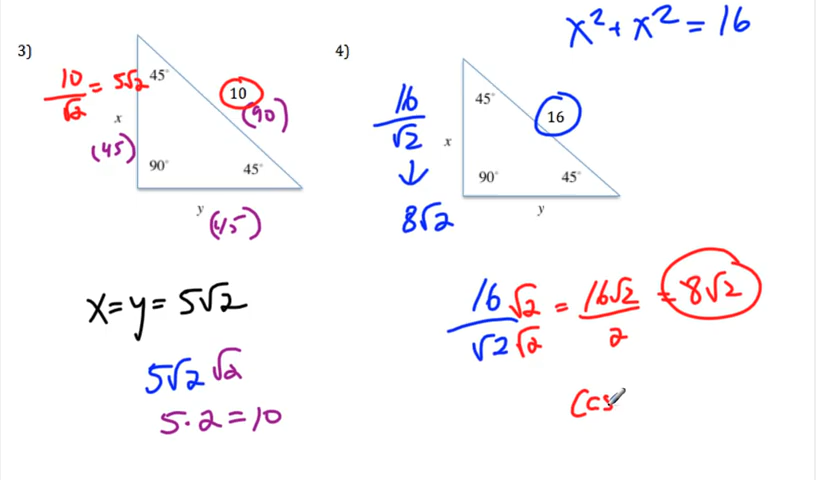 3)
45°
10/√2 = 5√2
10
(90)
x
(45)
90°
45°
y
(45)
x=y=5√2
5√2 √2
5·2=10
4)
x²+x²=16
45°
16
16/√2
↓
8√2
x
90°
45°
y
16√2/√2√2 = 16√2/2 = 8√2
(cs